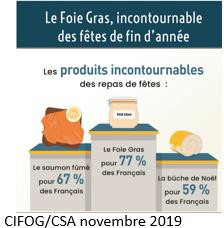 Le Foie Gras, incontournable
des fêtes de fin d'année
Les produits incontournables
des repas de fêtes :
FOIE GRAS
Le Foie Gras
pour 77 %
des Français
Le saumon fumé
pour 67 %
des Français
La bûche de Noël
pour 59 %
des Français
CIFOG/CSA novembre 2019